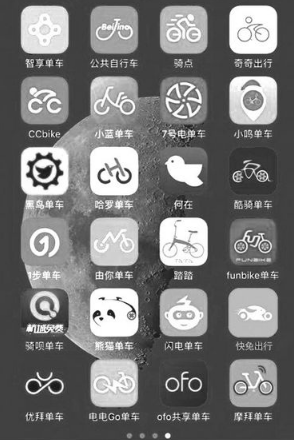 Beijing
智享单车 公共自行车 骑点 奇奇出行
CCbike 小蓝单车 7号电单车 小鸣单车
黑鸟单车 哈罗单车 何在 酷骑单车
1步单车 由你单车 踏踏 funbike单车
FUNBIKE
机场免费
骑呗单车 熊猫单车 闪电单车 快兔出行
ofo
优拜单车 电电Go单车 ofo共享单车 摩拜单车